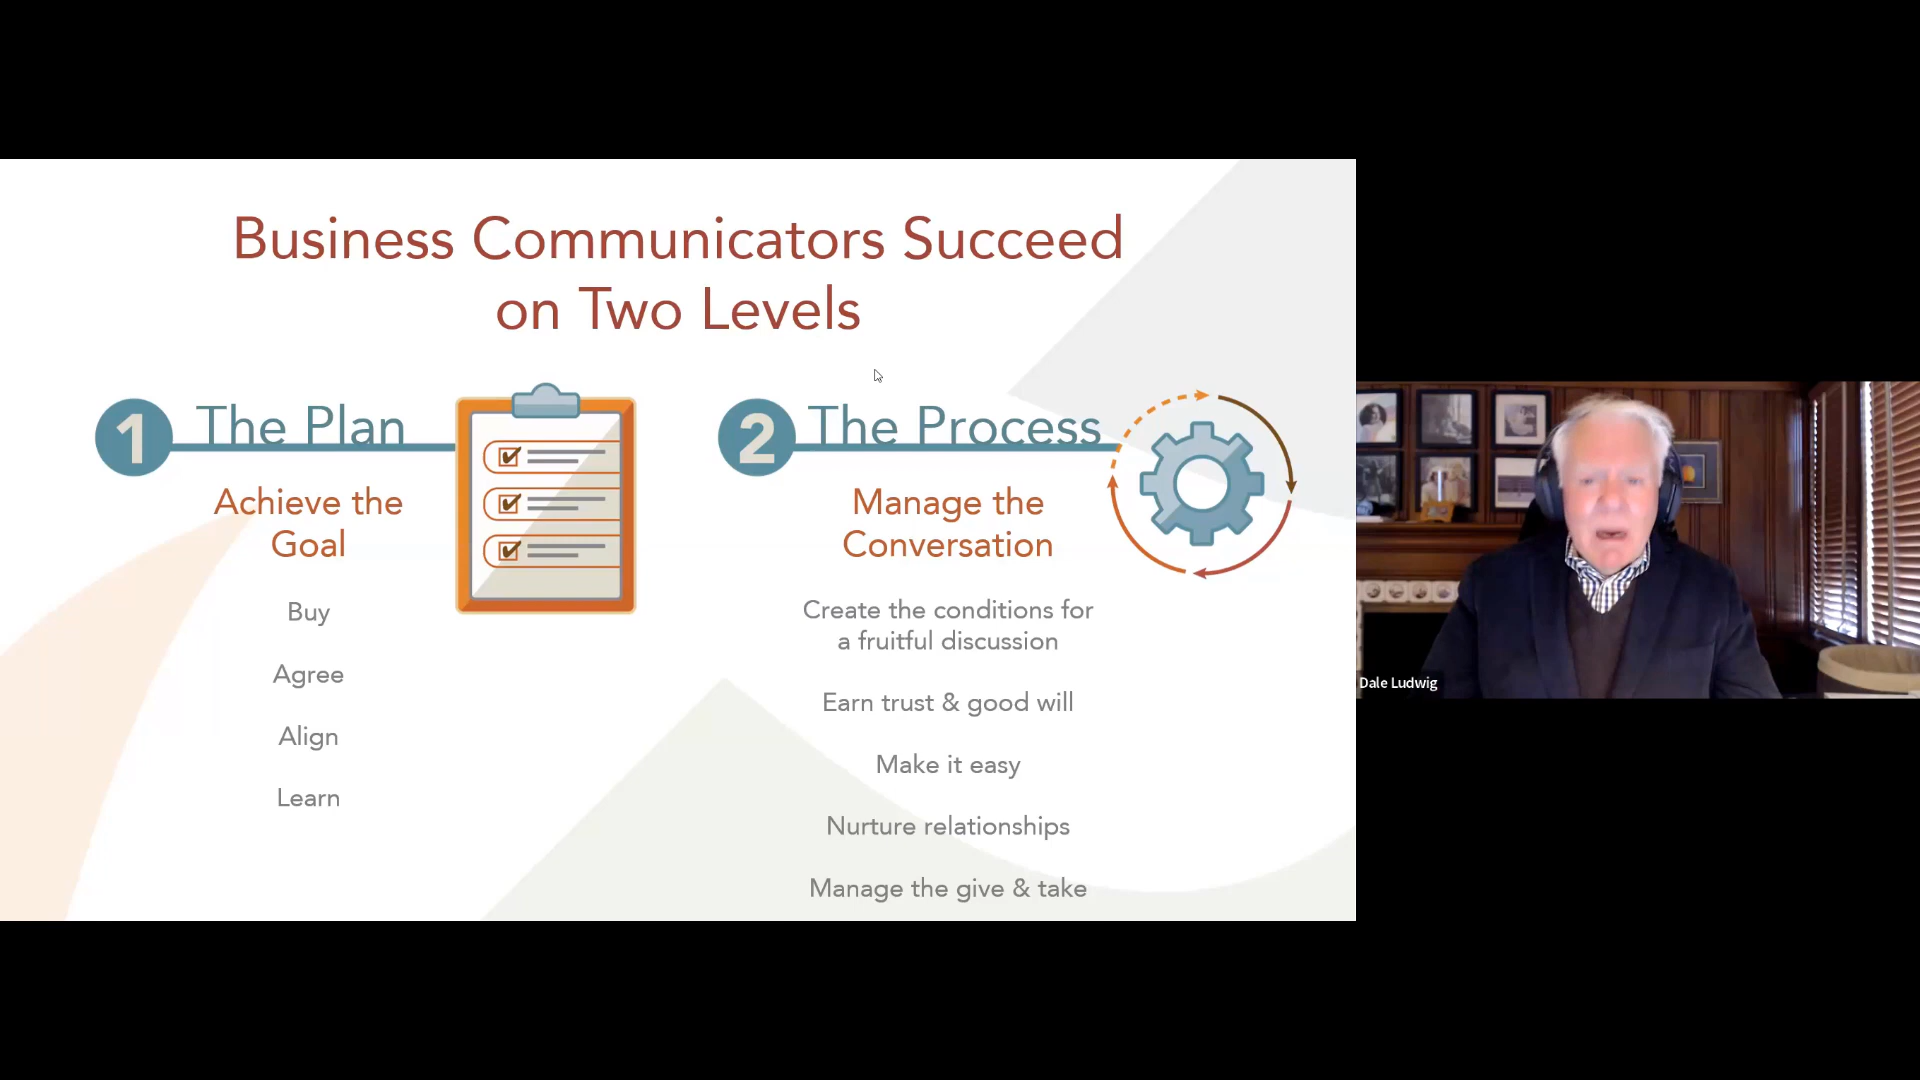 Business Communicators Succeed
on Two Levels
1 The Plan
Achieve the
Goal
Buy
Agree
Align
Learn
2 The Process
Manage the
Conversation
Create the conditions for
a fruitful discussion
Earn trust & good will
Make it easy
Nurture relationships
Manage the give & take
Dale Ludwig